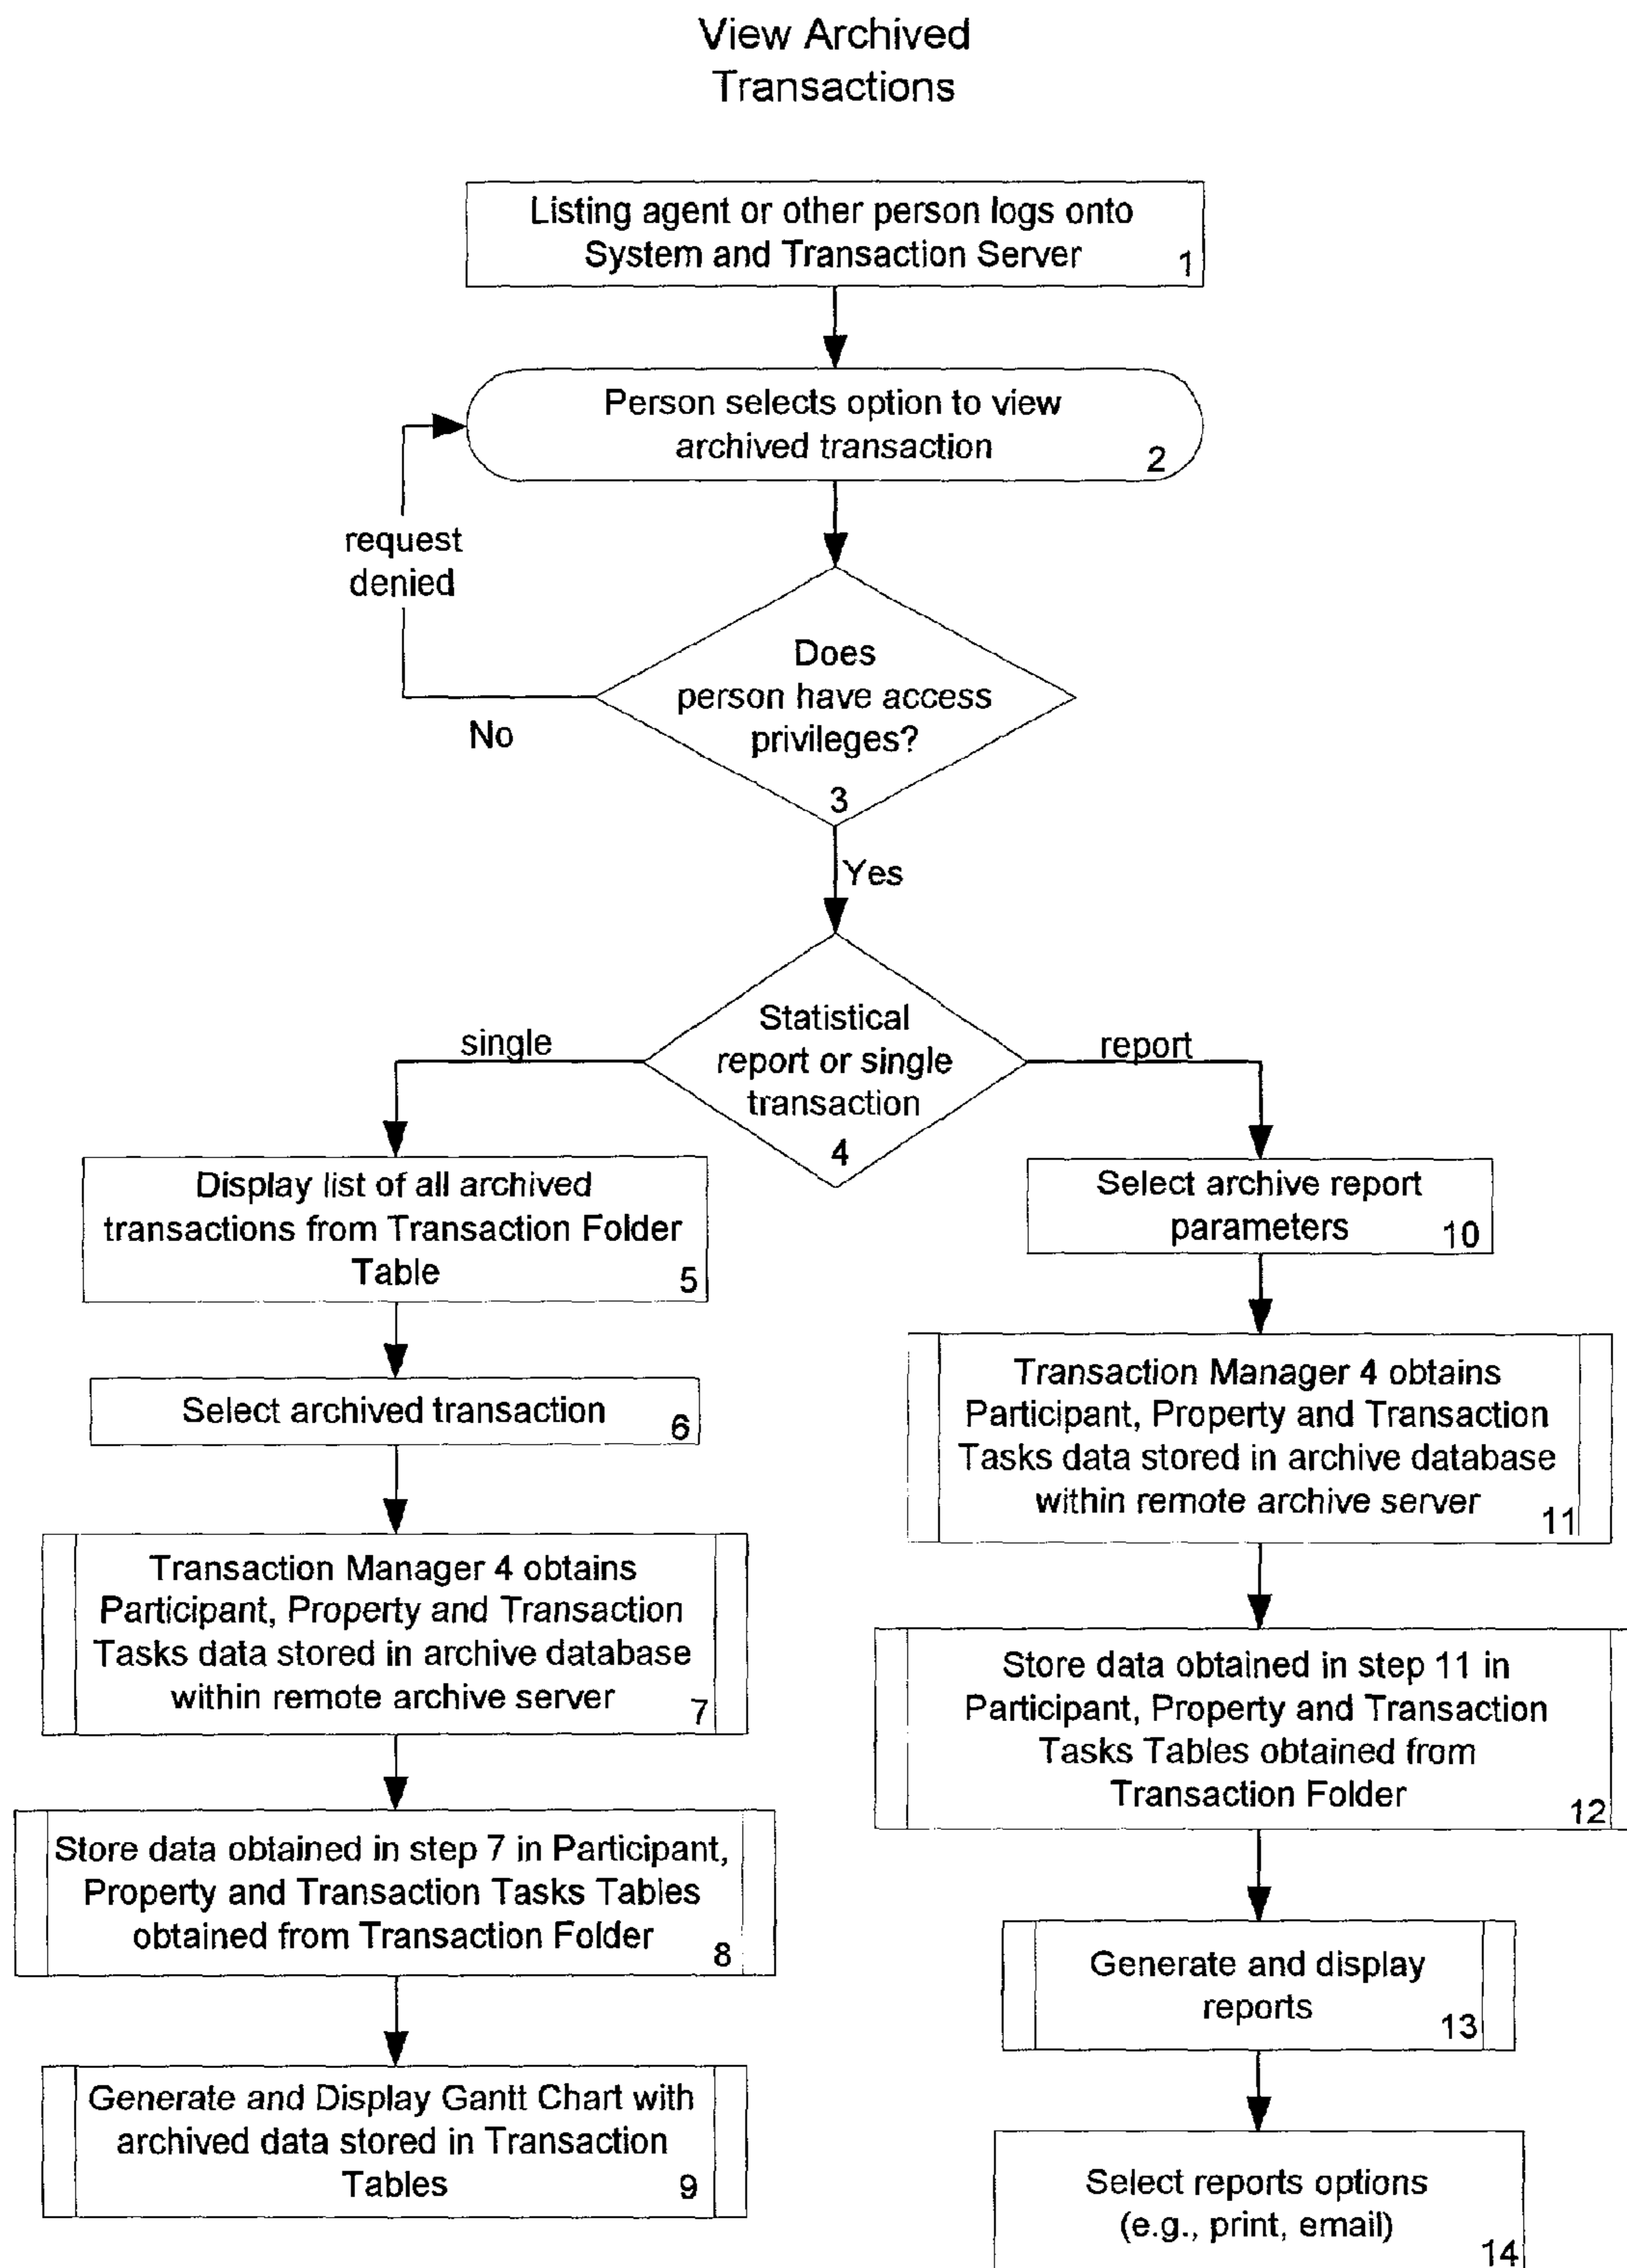 View Archived
Transactions
Listing agent or other person logs onto
System and Transaction Server
1
Person selects option to view
archived transaction
2
request
denied
Does
person have access
privileges?
3
No
Yes
Statistical
report or single
transaction
4
single
report
Display list of all archived
transactions from Transaction Folder
Table
5
Select archived transaction
6
Transaction Manager 4 obtains
Participant, Property and Transaction
Tasks data stored in archive database
within remote archive server
7
Store data obtained in step 7 in Participant,
Property and Transaction Tasks Tables
obtained from Transaction Folder
8
Generate and Display Gantt Chart with
archived data stored in Transaction
Tables
9
Select archive report
parameters
10
Transaction Manager 4 obtains
Participant, Property and Transaction
Tasks data stored in archive database
within remote archive server
11
Store data obtained in step 11 in
Participant, Property and Transaction
Tasks Tables obtained from
Transaction Folder
12
Generate and display
reports
13
Select reports options
(e.g., print, email)
14